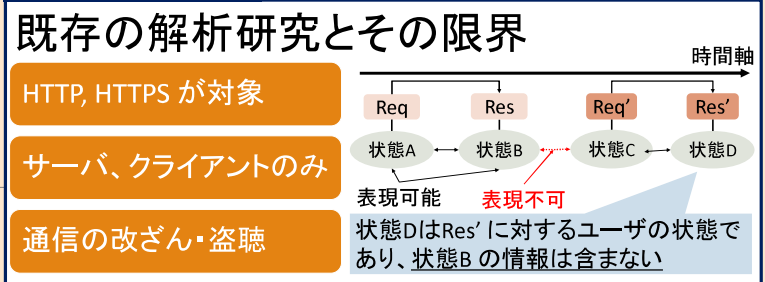 既存の解析研究とその限界
HTTP, HTTPS が対象
サーバ、クライアントのみ
通信の改ざん・盗聴
時間軸
Req
Res
Req’
Res’
状態A
状態B
状態C
状態D
表現可能
表現不可
状態DはRes’ に対するユーザの状態で
あり、状態B の情報は含まない